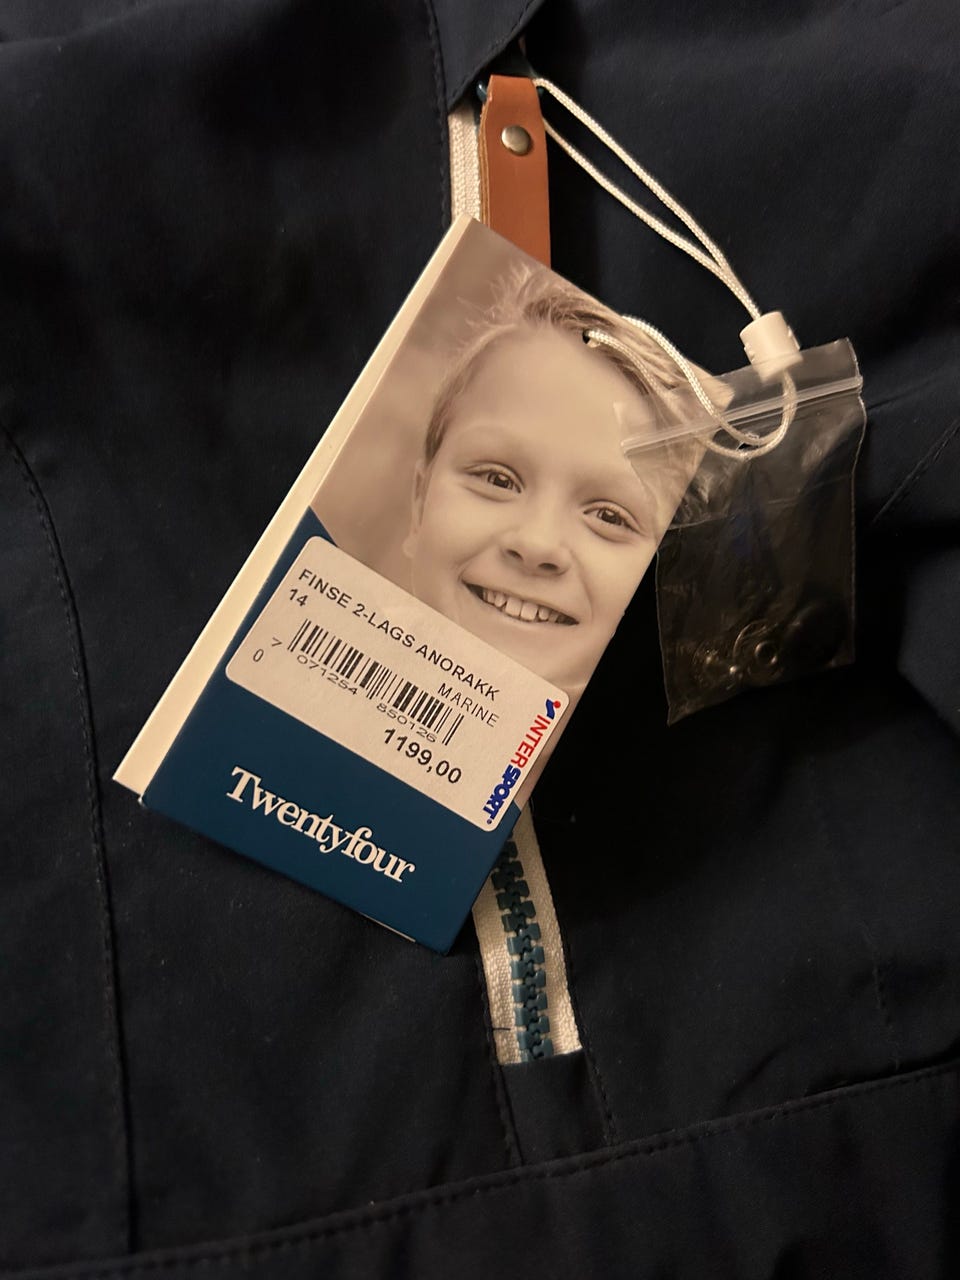 FINSE 2-LAGS ANORAKK
14
MARINE
7 071254 850126
0
1199,00
INTERSPORT
Twentyfour